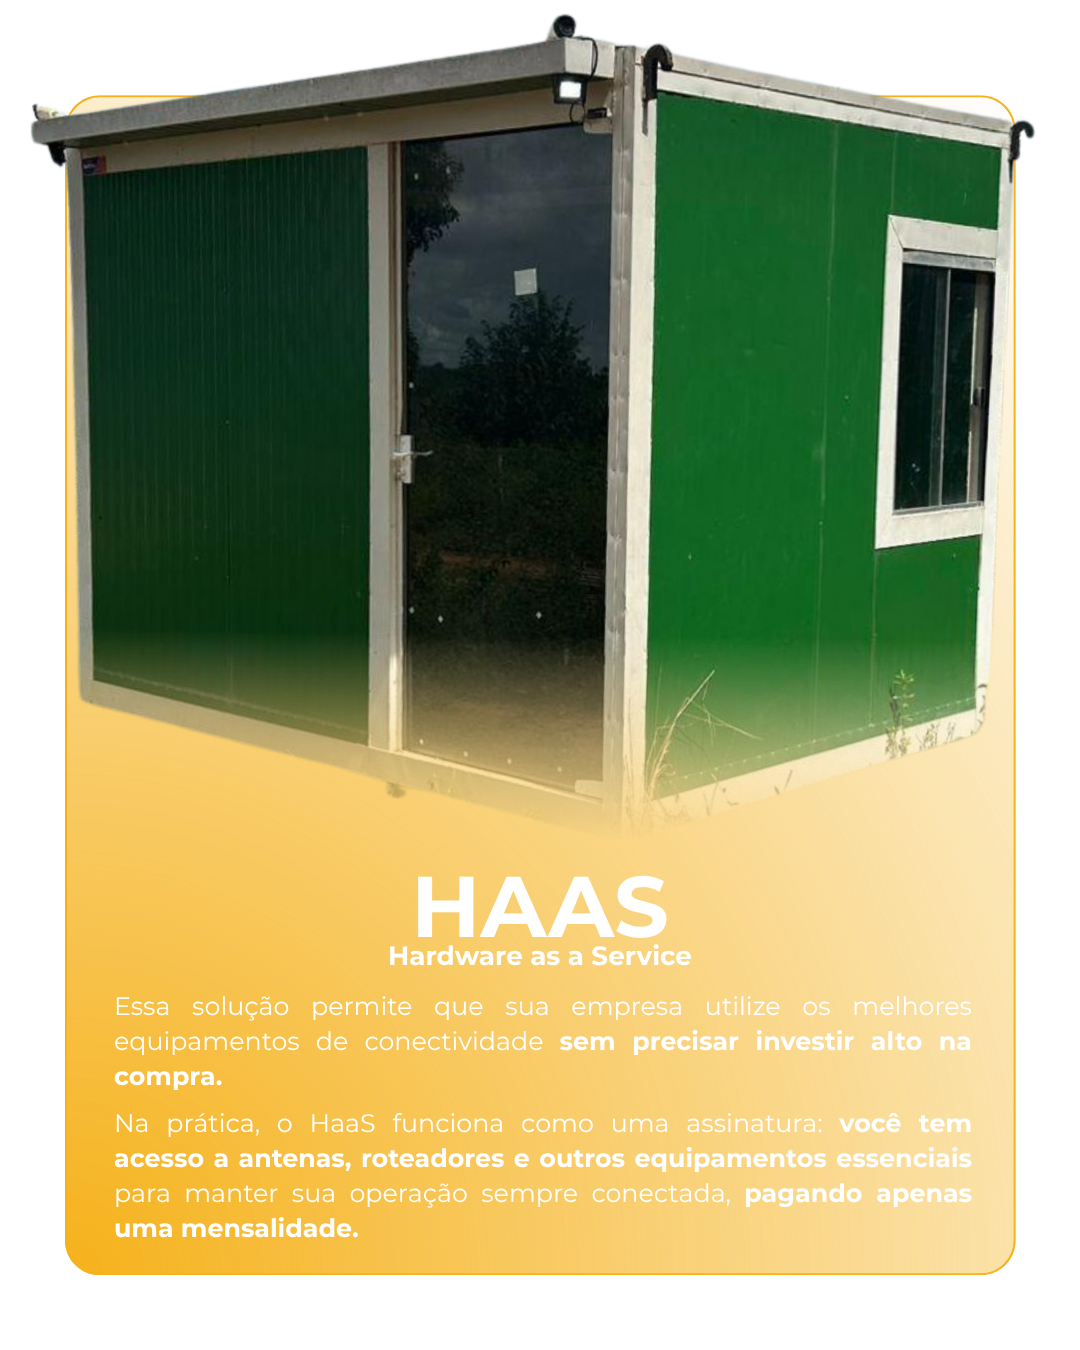 HAAS
Hardware as a Service
Essa solução permite que sua empresa utilize os melhores
equipamentos de conectividade sem precisar investir alto na
compra.
Na prática, o HaaS funciona como uma assinatura: você tem
acesso a antenas, roteadores e outros equipamentos essenciais
para manter sua operação sempre conectada, pagando apenas
uma mensalidade.